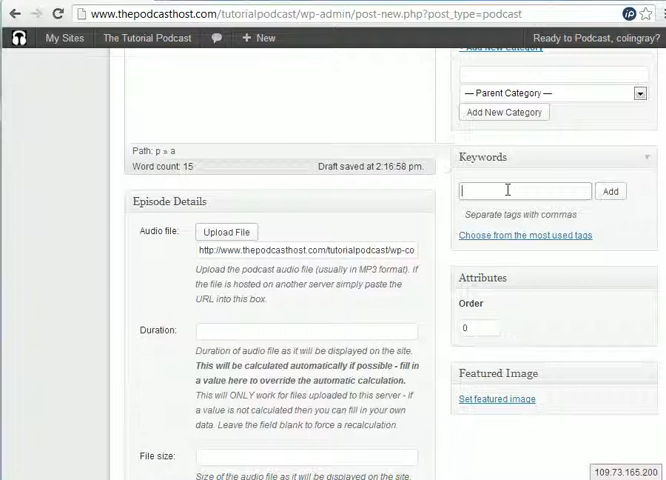 www.thepodcasthost.com/tutorialpodcast/wp-admin/post-new.php?post_type=podcast
My Sites The Tutorial Podcast + New Ready to Podcast, colingray?
+ Add New Category
— Parent Category —
Add New Category
Path: p » a
Word count: 15 Draft saved at 2:16:58 pm.
Keywords
Add
Separate tags with commas
Choose from the most used tags
Episode Details
Audio file: Upload File
http://www.thepodcasthost.com/tutorialpodcast/wp-co
Upload the podcast audio file (usually in MP3 format). If
the file is hosted on another server simply paste the
URL into this box.
Duration:
Duration of audio file as it will be displayed on the site.
This will be calculated automatically if possible - fill in
a value here to override the automatic calculation.
This will ONLY work for files uploaded to this server - if
a value is not calculated then you can fill in your own
data. Leave the field blank to force a recalculation.
File size:
Size of the audio file as it will be displayed on the site.
Attributes
Order
0
Featured Image
Set featured image
109.73.165.200